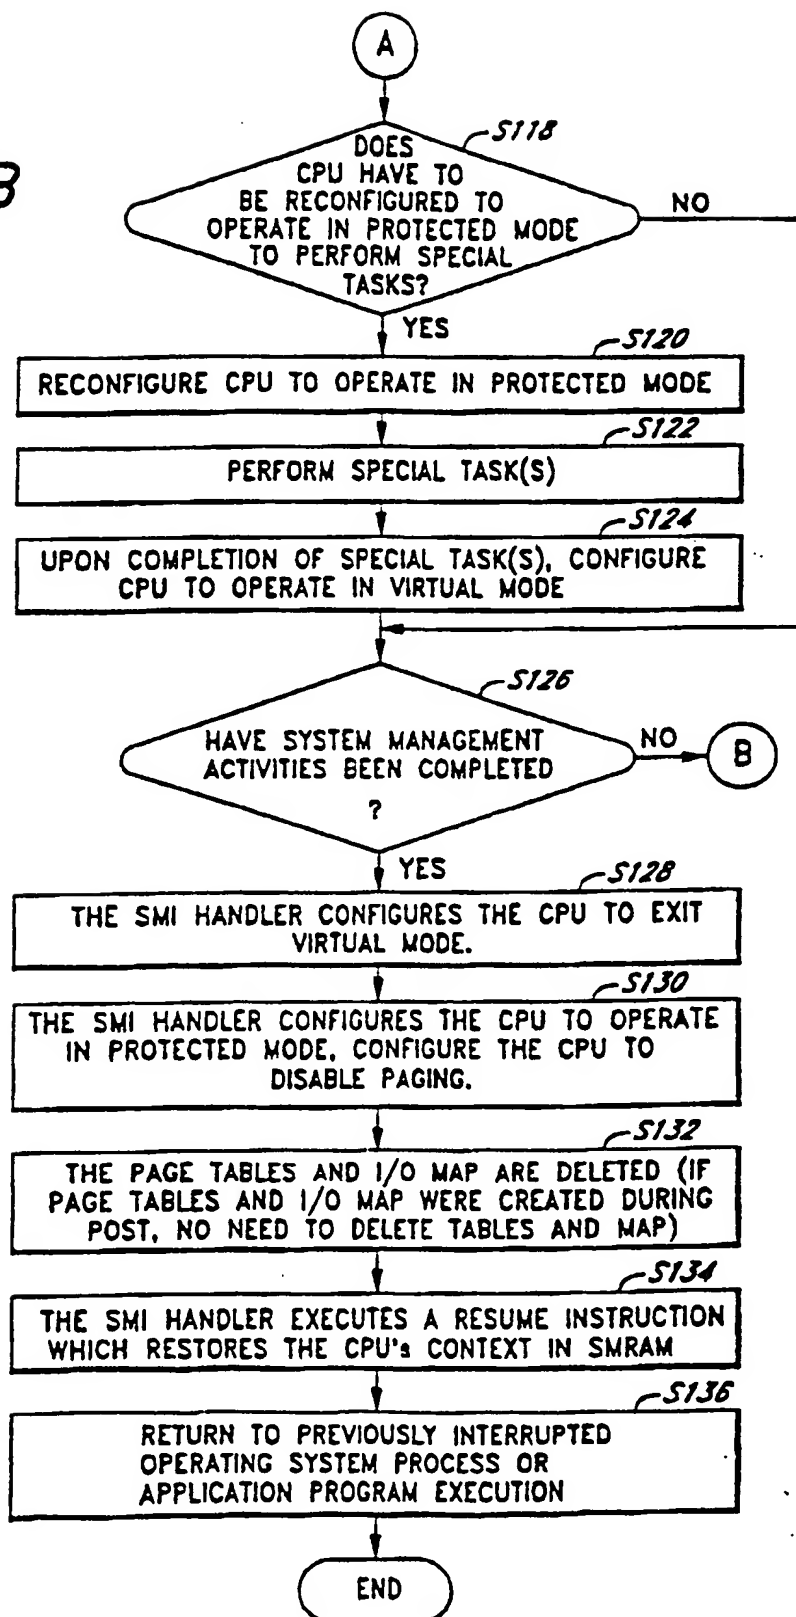 A
S118
B
DOES
CPU HAVE TO
BE RECONFIGURED TO
OPERATE IN PROTECTED MODE
TO PERFORM SPECIAL
TASKS?
NO
YES
S120
RECONFIGURE CPU TO OPERATE IN PROTECTED MODE
S122
PERFORM SPECIAL TASK(S)
S124
UPON COMPLETION OF SPECIAL TASK(S), CONFIGURE
CPU TO OPERATE IN VIRTUAL MODE
S126
HAVE SYSTEM MANAGEMENT
ACTIVITIES BEEN COMPLETED
?
NO
B
YES
S128
THE SMI HANDLER CONFIGURES THE CPU TO EXIT
VIRTUAL MODE.
S130
THE SMI HANDLER CONFIGURES THE CPU TO OPERATE
IN PROTECTED MODE, CONFIGURE THE CPU TO
DISABLE PAGING.
S132
THE PAGE TABLES AND I/O MAP ARE DELETED (IF
PAGE TABLES AND I/O MAP WERE CREATED DURING
POST, NO NEED TO DELETE TABLES AND MAP)
S134
THE SMI HANDLER EXECUTES A RESUME INSTRUCTION
WHICH RESTORES THE CPU's CONTEXT IN SMRAM
S136
RETURN TO PREVIOUSLY INTERRUPTED
OPERATING SYSTEM PROCESS OR
APPLICATION PROGRAM EXECUTION
END